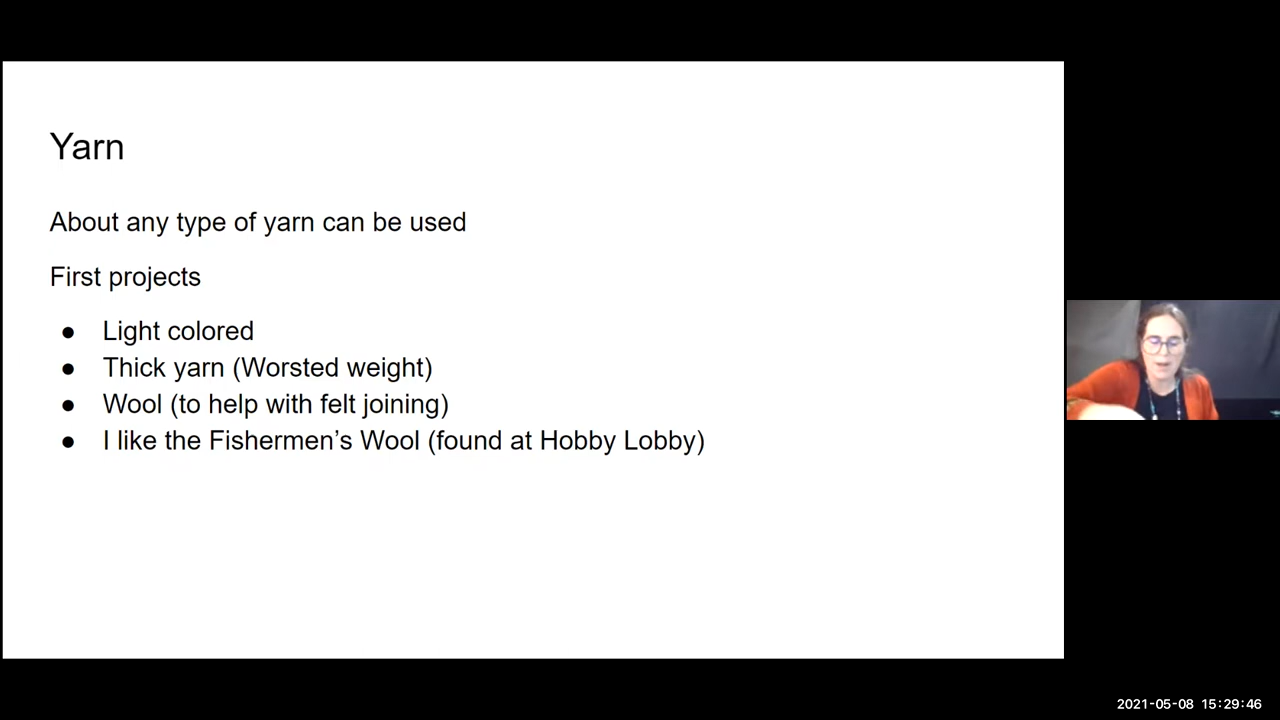 Yarn
About any type of yarn can be used
First projects
● Light colored
● Thick yarn (Worsted weight)
● Wool (to help with felt joining)
● I like the Fishermen’s Wool (found at Hobby Lobby)
2021-05-08 15:29:46